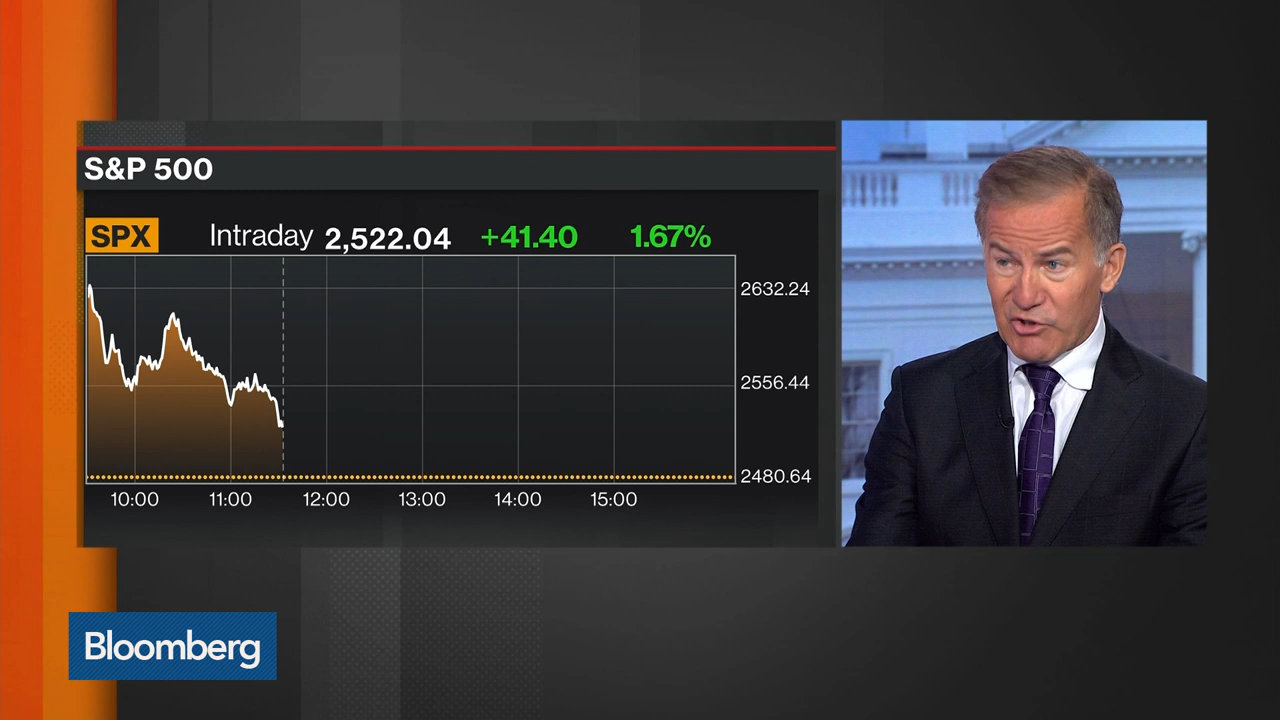 S&P 500
SPX Intraday 2,522.04 +41.40 1.67%
2632.24
2556.44
2480.64
10:00 11:00 12:00 13:00 14:00 15:00
Bloomberg